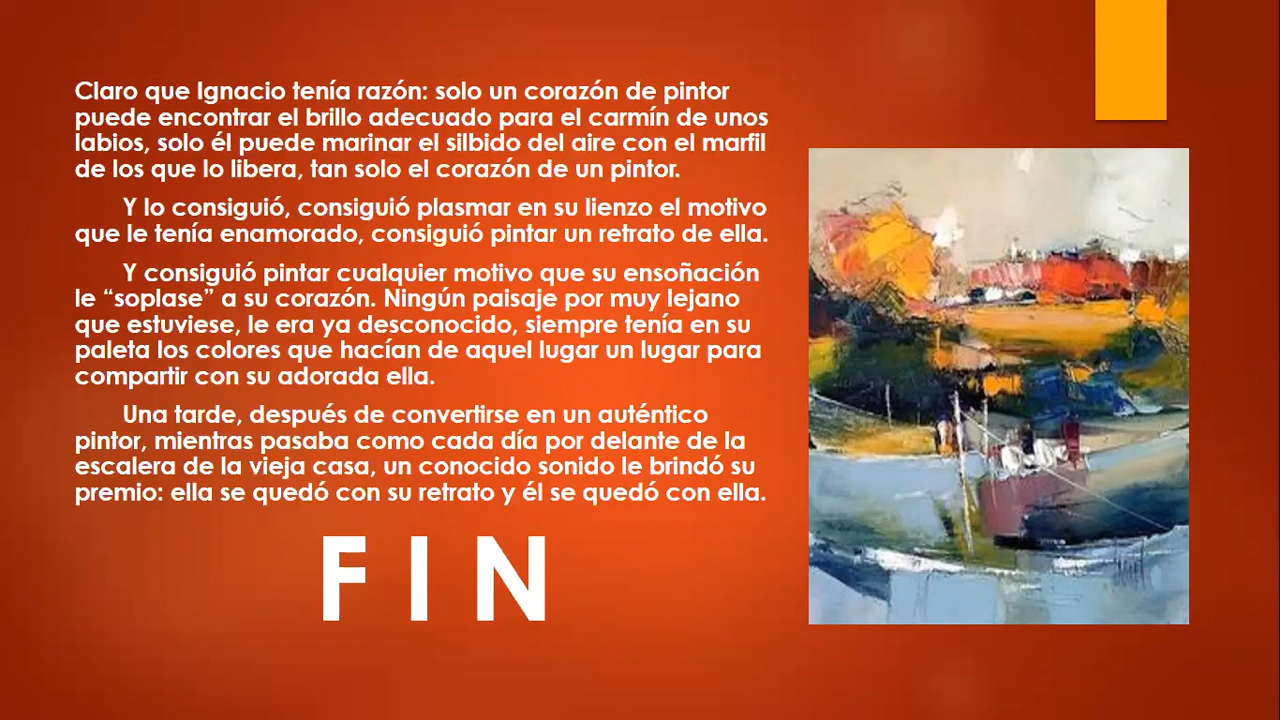 Claro que Ignacio tenía razón: solo un corazón de pintor
puede encontrar el brillo adecuado para el carmín de unos
labios, solo él puede marinar el silbido del aire con el marfil
de los que lo libera, tan solo el corazón de un pintor.
Y lo consiguió, consiguió plasmar en su lienzo el motivo
que le tenía enamorado, consiguió pintar un retrato de ella.
Y consiguió pintar cualquier motivo que su ensoñación
le “soplase” a su corazón. Ningún paisaje por muy lejano
que estuviese, le era ya desconocido, siempre tenía en su
paleta los colores que hacían de aquel lugar un lugar para
compartir con su adorada ella.
Una tarde, después de convertirse en un auténtico
pintor, mientras pasaba como cada día por delante de la
escalera de la vieja casa, un conocido sonido le brindó su
premio: ella se quedó con su retrato y él se quedó con ella.
F I N